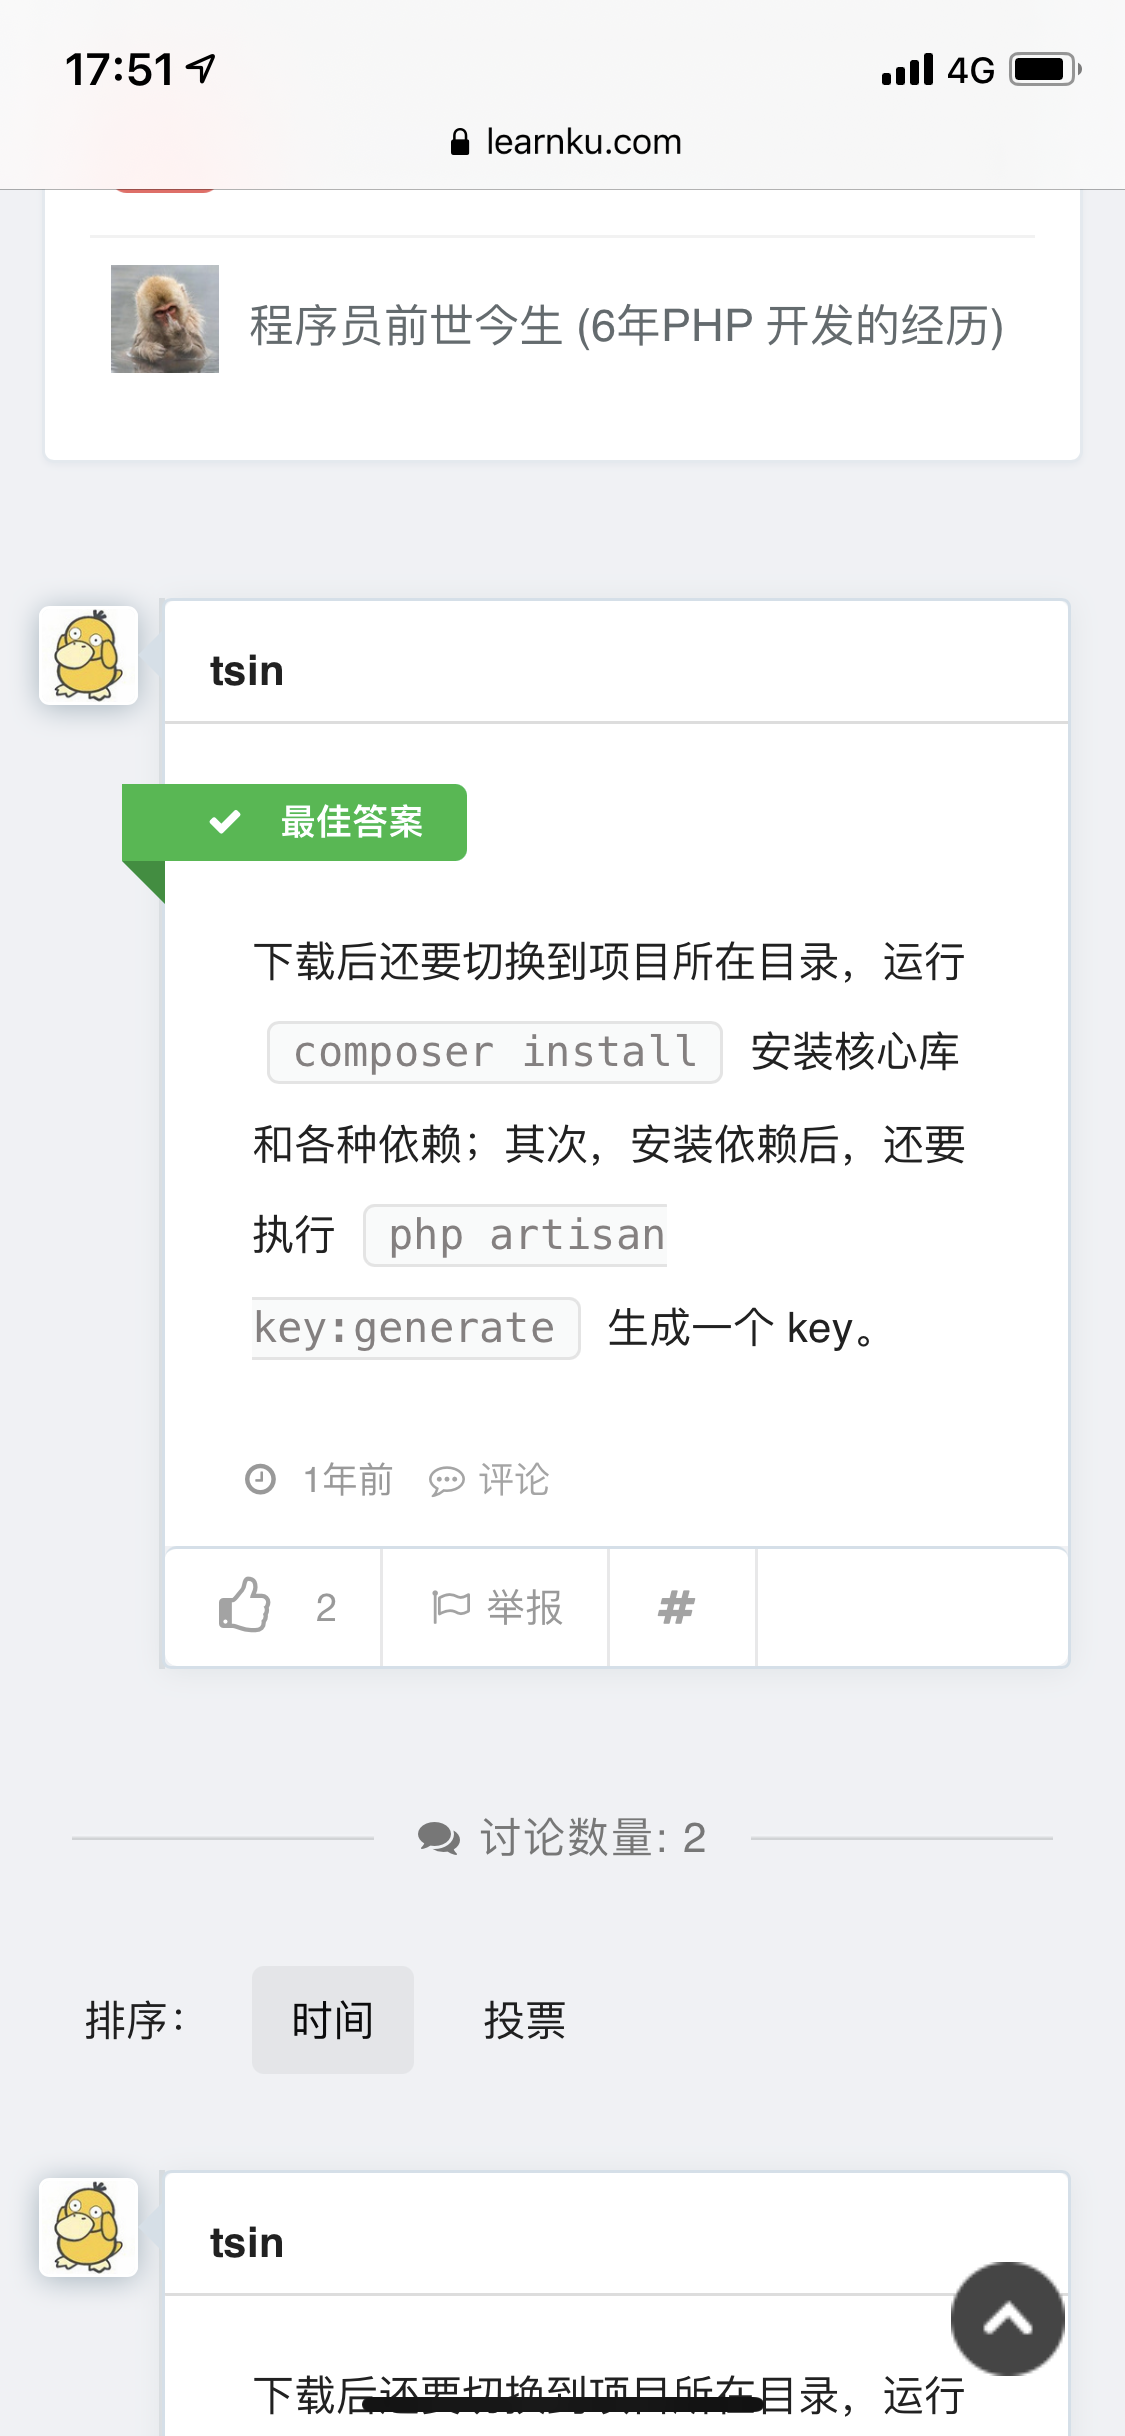 17:51
4G
learnku.com
程序员前世今生 (6年PHP 开发的经历)
tsin
最佳答案
下载后还要切换到项目所在目录，运行
composer install 安装核心库
和各种依赖；其次，安装依赖后，还要
执行 php artisan
key:generate 生成一个 key。
1年前 评论
2 举报 #
讨论数量: 2
排序： 时间 投票
tsin
下载后还要切换到项目所在目录，运行